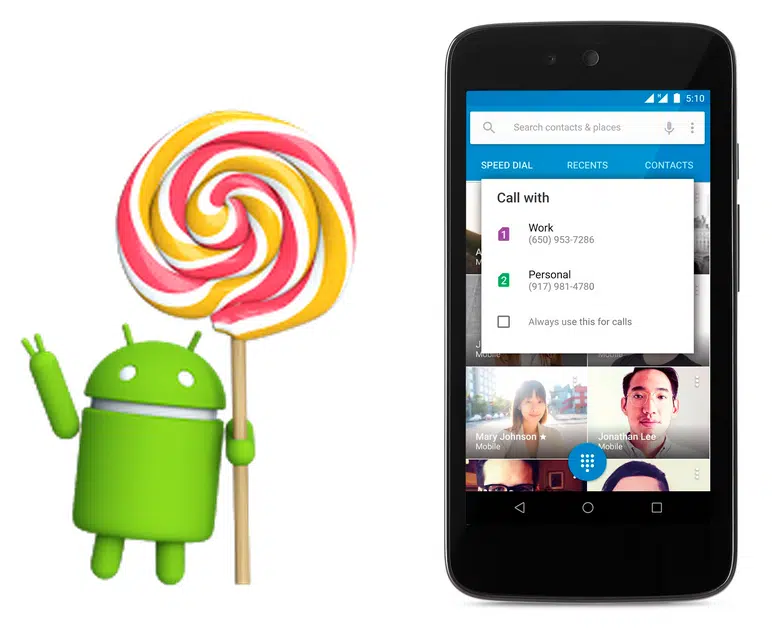 5:10
Search contacts & places
SPEED DIAL RECENTS CONTACTS
Call with
1 Work
(650) 953-7286
2 Personal
(917) 981-4780
Always use this for calls
Mobile
Mary Johnson ★ Jonathan Lee
Mobile Mobile